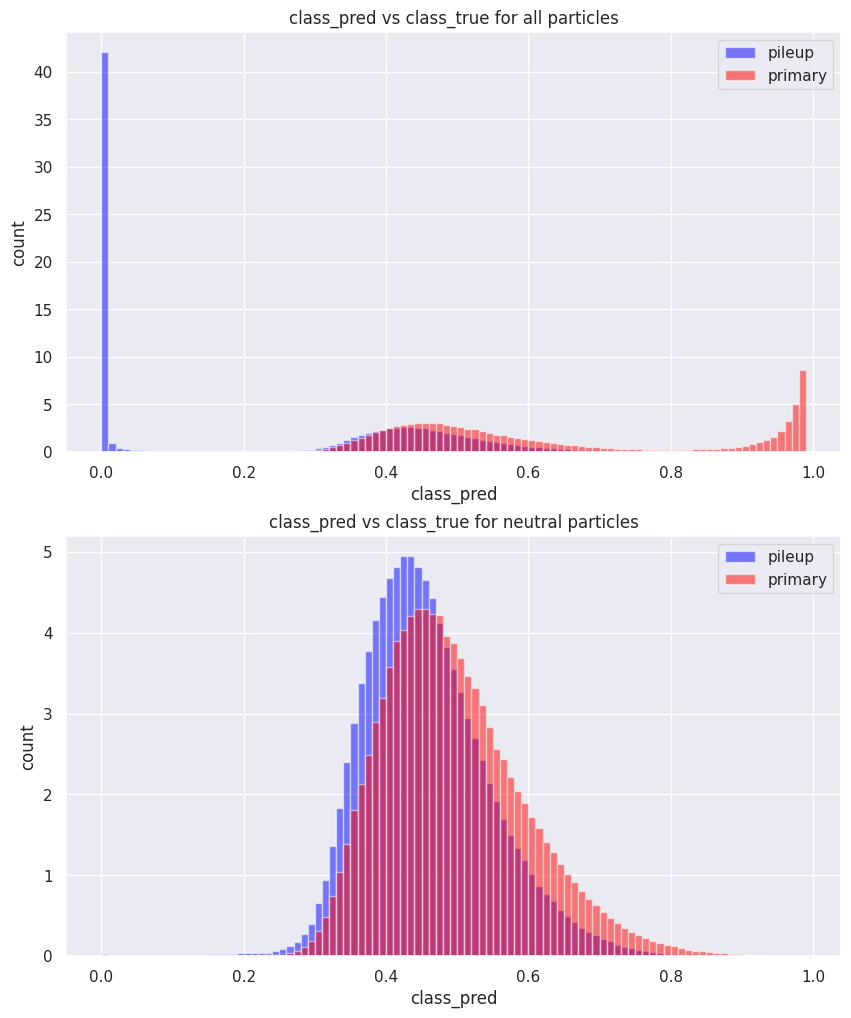 class_pred vs class_true for all particles
pileup
primary
count
40
35
30
25
20
15
10
5
0
0.0 0.2 0.4 0.6 0.8 1.0
class_pred
class_pred vs class_true for neutral particles
pileup
primary
count
5
4
3
2
1
0
0.0 0.2 0.4 0.6 0.8 1.0
class_pred